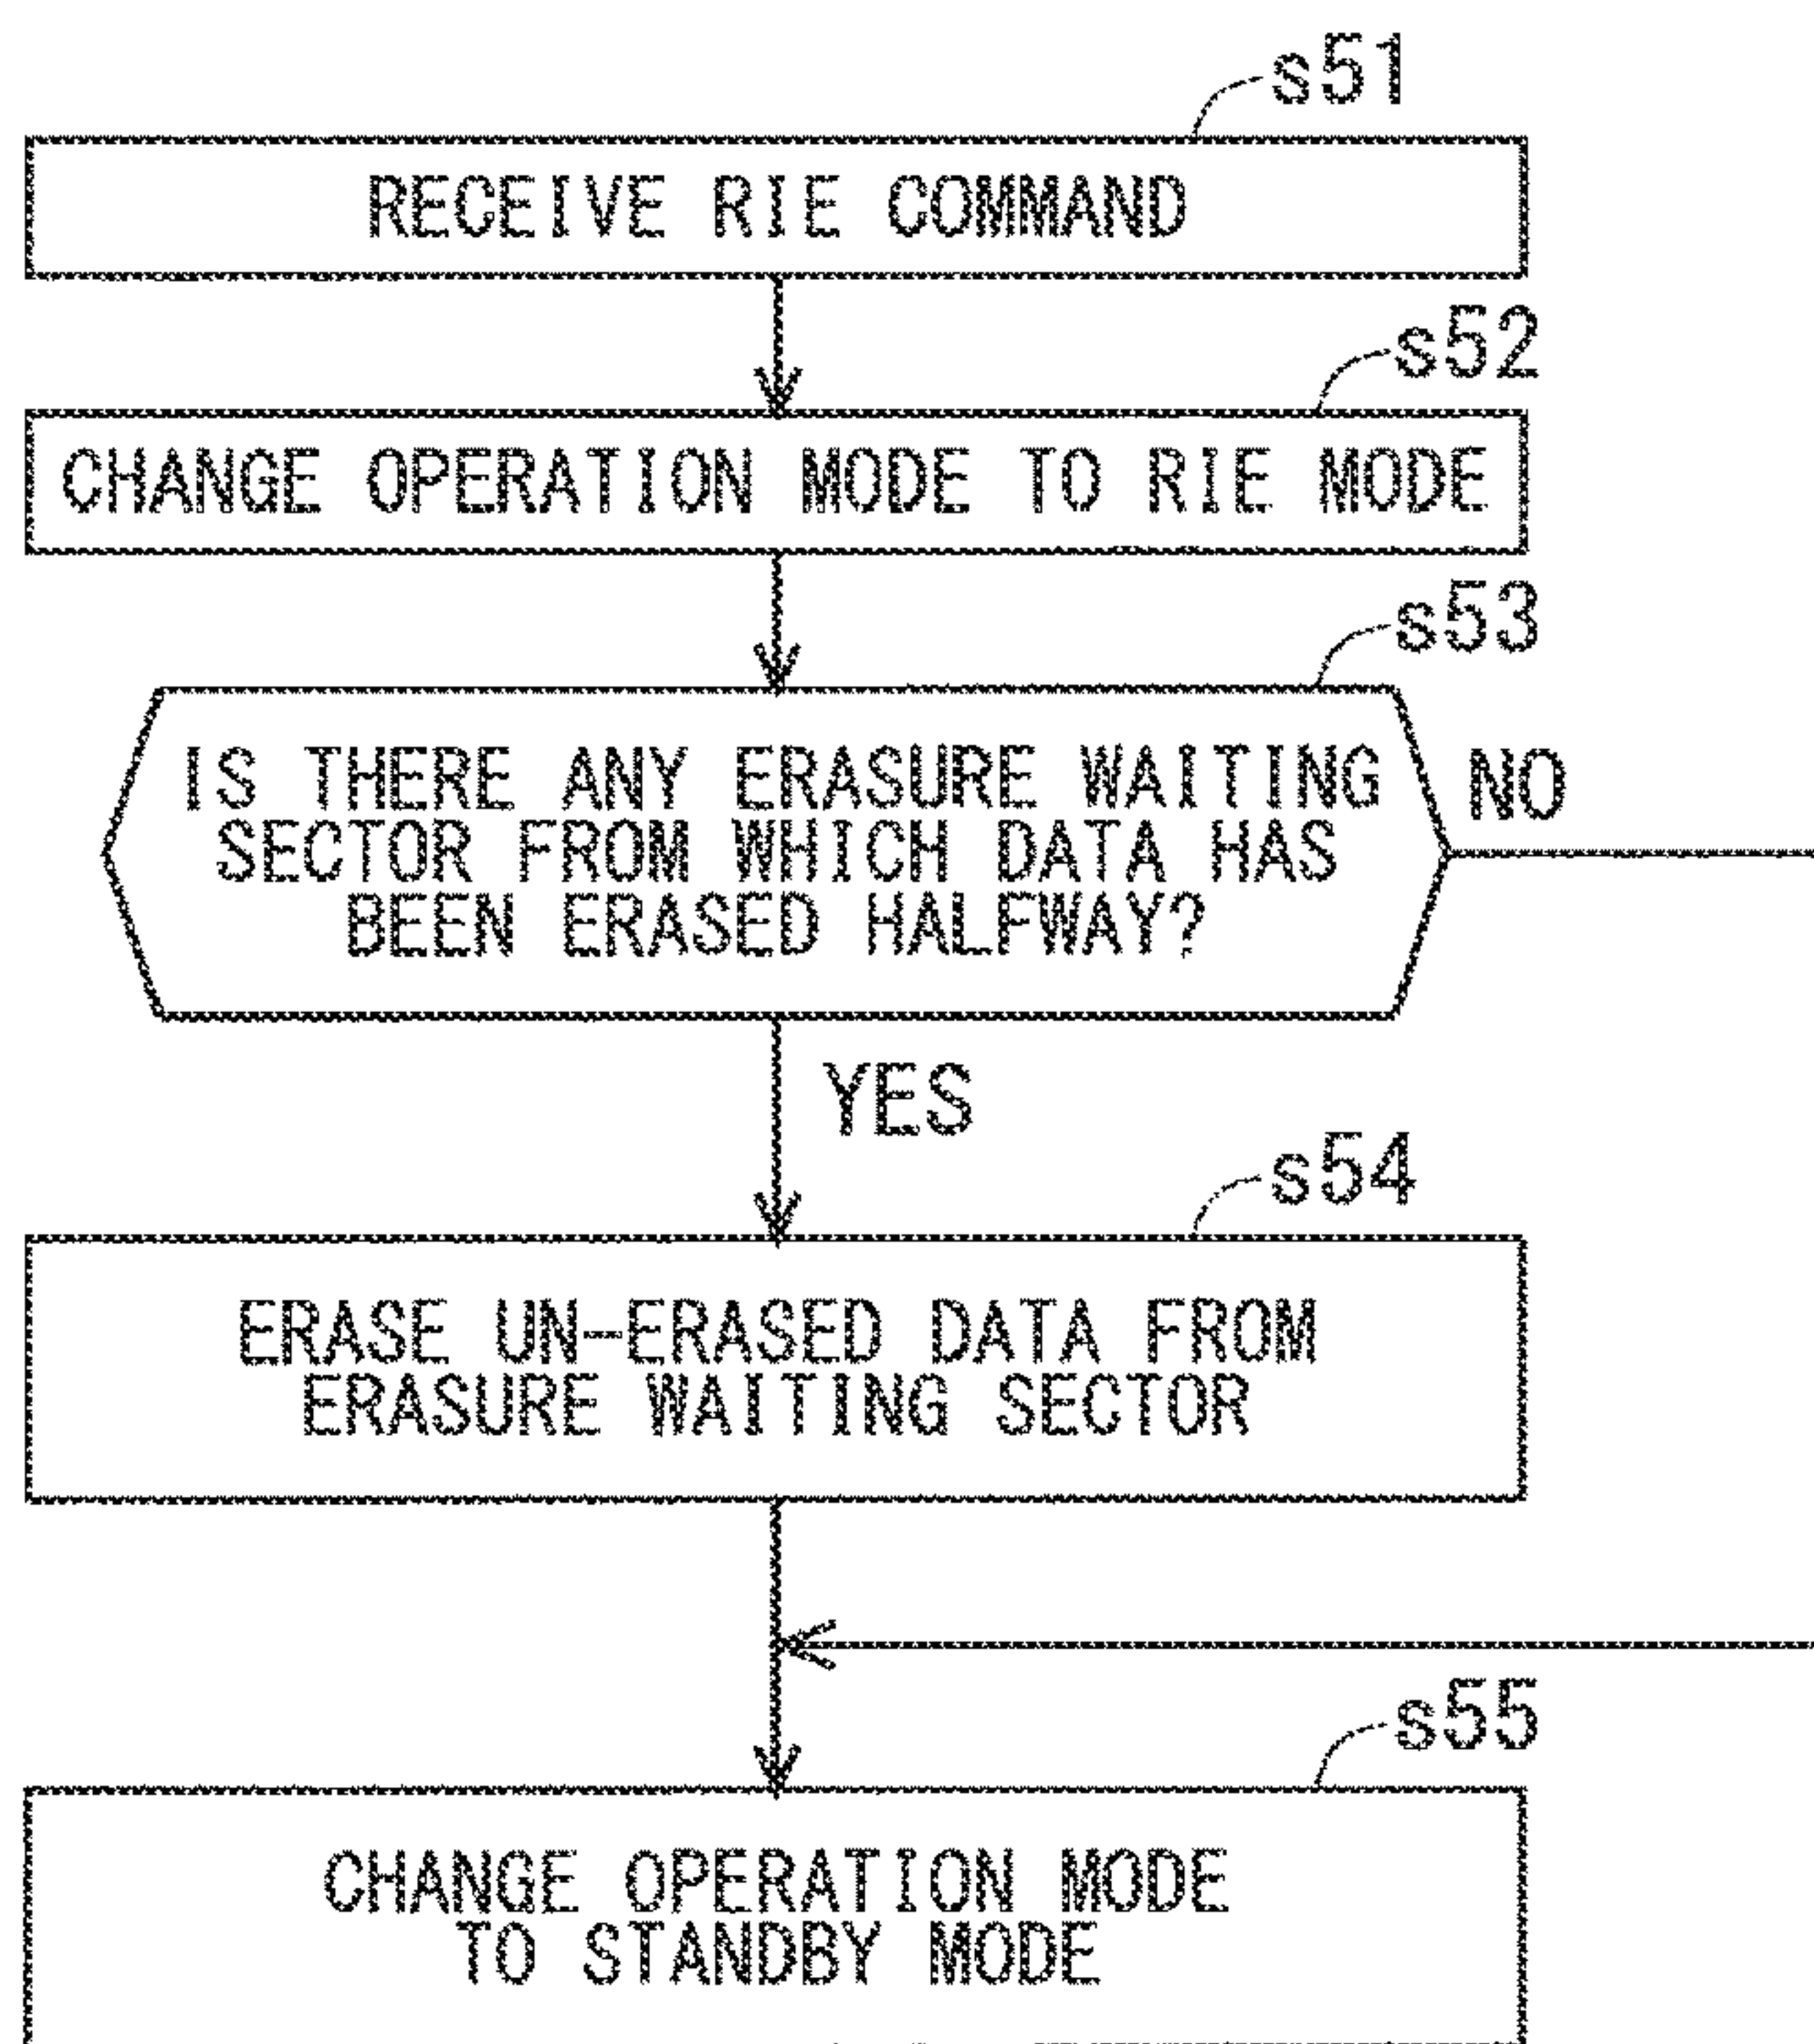 s51
RECEIVE RIE COMMAND
s52
CHANGE OPERATION MODE TO RIE MODE
s53
IS THERE ANY ERASURE WAITING
SECTOR FROM WHICH DATA HAS
BEEN ERASED HALFWAY?
NO
YES
s54
ERASE UN-ERASED DATA FROM
ERASURE WAITING SECTOR
s55
CHANGE OPERATION MODE
TO STANDBY MODE